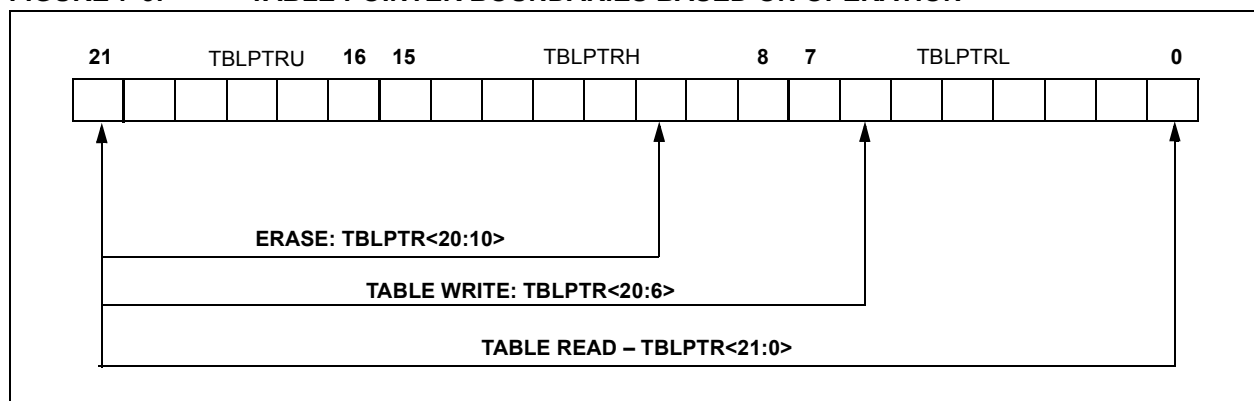 21 TBLPTRU 16 15 TBLPTRH 8 7 TBLPTRL 0
ERASE: TBLPTR<20:10>
TABLE WRITE: TBLPTR<20:6>
TABLE READ – TBLPTR<21:0>